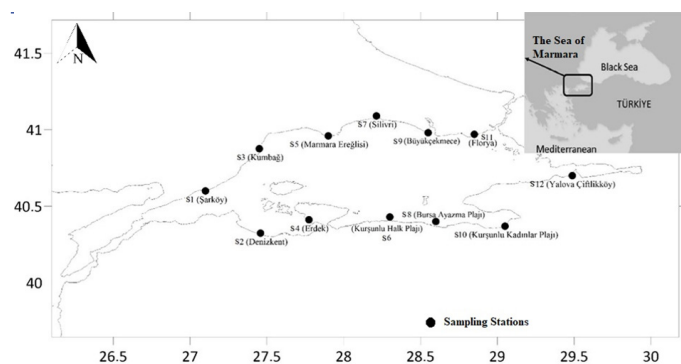 The Sea of
Marmara
Black Sea
TÜRKİYE
Mediterranean
N
41.5
41
40.5
40
S7 (Silivri)
S5 (Marmara Ereğlisi)
S9 (Büyükçekmece)
S11
(Florya)
S3 (Kumbağ)
S12 (Yalova Çiftlikköy)
S1 (Şarköy)
S8 (Bursa Ayazma Plajı)
S4 (Erdek)
(Kurşunlu Halk Plajı)
S6
S2 (Denizkent)
S10 (Kurşunlu Kadınlar Plajı)
Sampling Stations
26.5 27 27.5 28 28.5 29 29.5 30